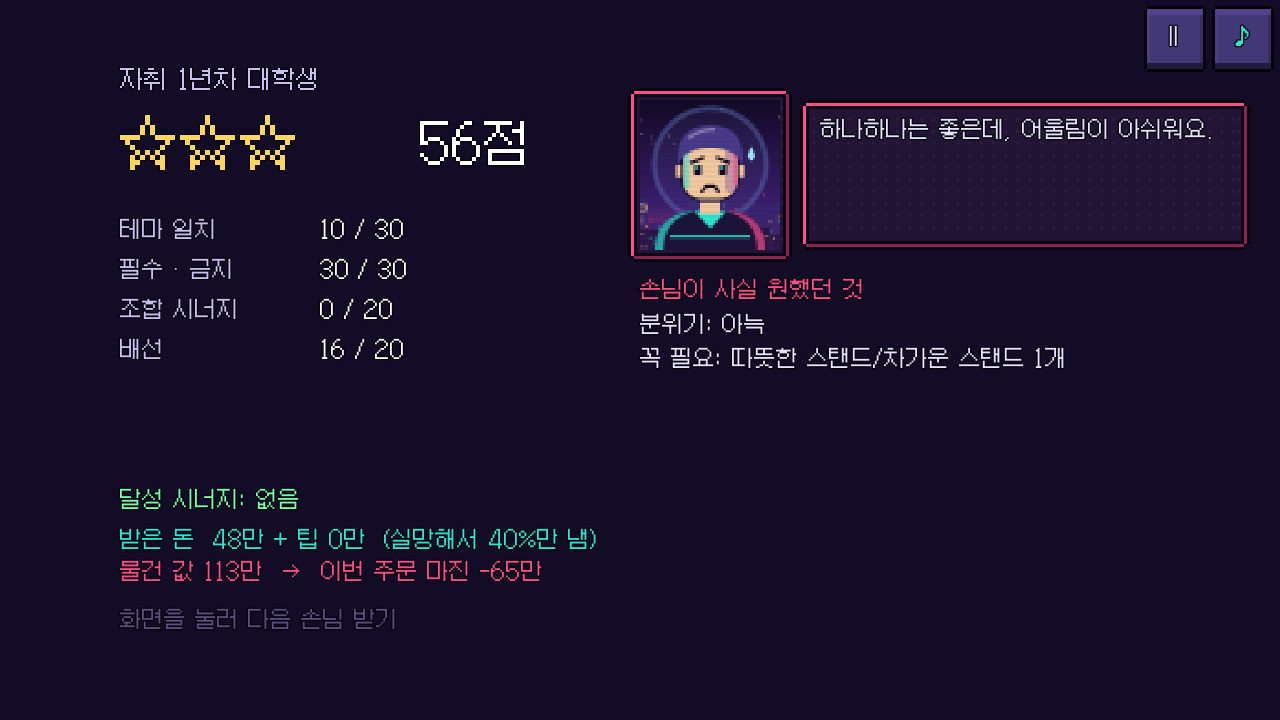 자취 1년차 대학생
56점
테마 일치 10 / 30
필수 · 금지 30 / 30
조합 시너지 0 / 20
배선 16 / 20
하나하나는 좋은데, 어울림이 아쉬워요.
손님이 사실 원했던 것
분위기: 아늑
꼭 필요: 따뜻한 스탠드/차가운 스탠드 1개
달성 시너지: 없음
받은 돈 48만 + 팁 0만 (실망해서 40%만 냄)
물건 값 113만 → 이번 주문 마진 -65만
화면을 눌러 다음 손님 받기